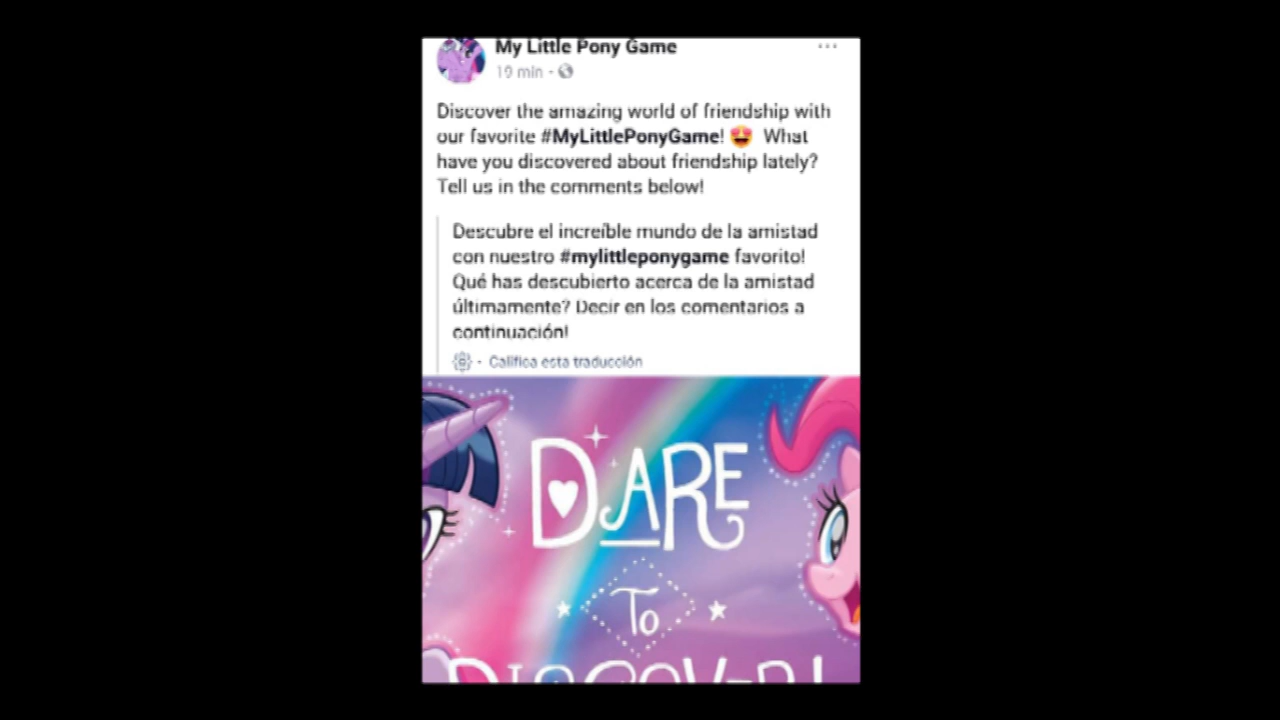 My Little Pony Game
19 min
Discover the amazing world of friendship with
our favorite #MyLittlePonyGame! 😍 What
have you discovered about friendship lately?
Tell us in the comments below!
Descubre el increíble mundo de la amistad
con nuestro #mylittleponygame favorito!
Qué has descubierto acerca de la amistad
últimamente? Decir en los comentarios a
continuación!
Califica esta traducción
DARE
To
DISCOVER!